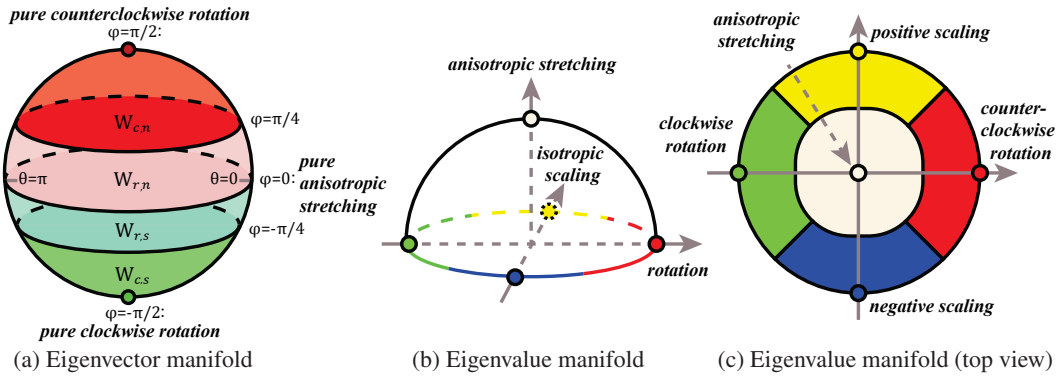 pure counterclockwise rotation
φ=π/2:
W_{c,n}
φ=π/4
W_{r,n}
θ=π
θ=0
φ=0:
pure
anisotropic
stretching
W_{r,s}
φ=-π/4
W_{c,s}
φ=-π/2:
pure clockwise rotation
(a) Eigenvector manifold
anisotropic stretching
isotropic
scaling
rotation
(b) Eigenvalue manifold
anisotropic
stretching
positive scaling
clockwise
rotation
counter-
clockwise
rotation
negative scaling
(c) Eigenvalue manifold (top view)